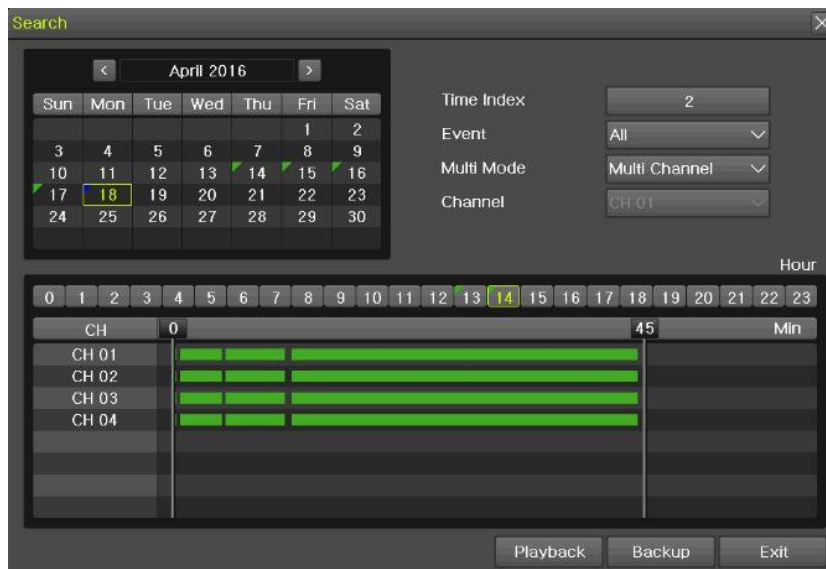 Search
< April 2016 >
Sun Mon Tue Wed Thu Fri Sat
1 2
3 4 5 6 7 8 9
10 11 12 13 14 15 16
17 18 19 20 21 22 23
24 25 26 27 28 29 30
Time Index 2
Event All
Multi Mode Multi Channel
Channel CH 01
Hour
0 1 2 3 4 5 6 7 8 9 10 11 12 13 14 15 16 17 18 19 20 21 22 23
CH 0 45 Min
CH 01
CH 02
CH 03
CH 04
Playback Backup Exit